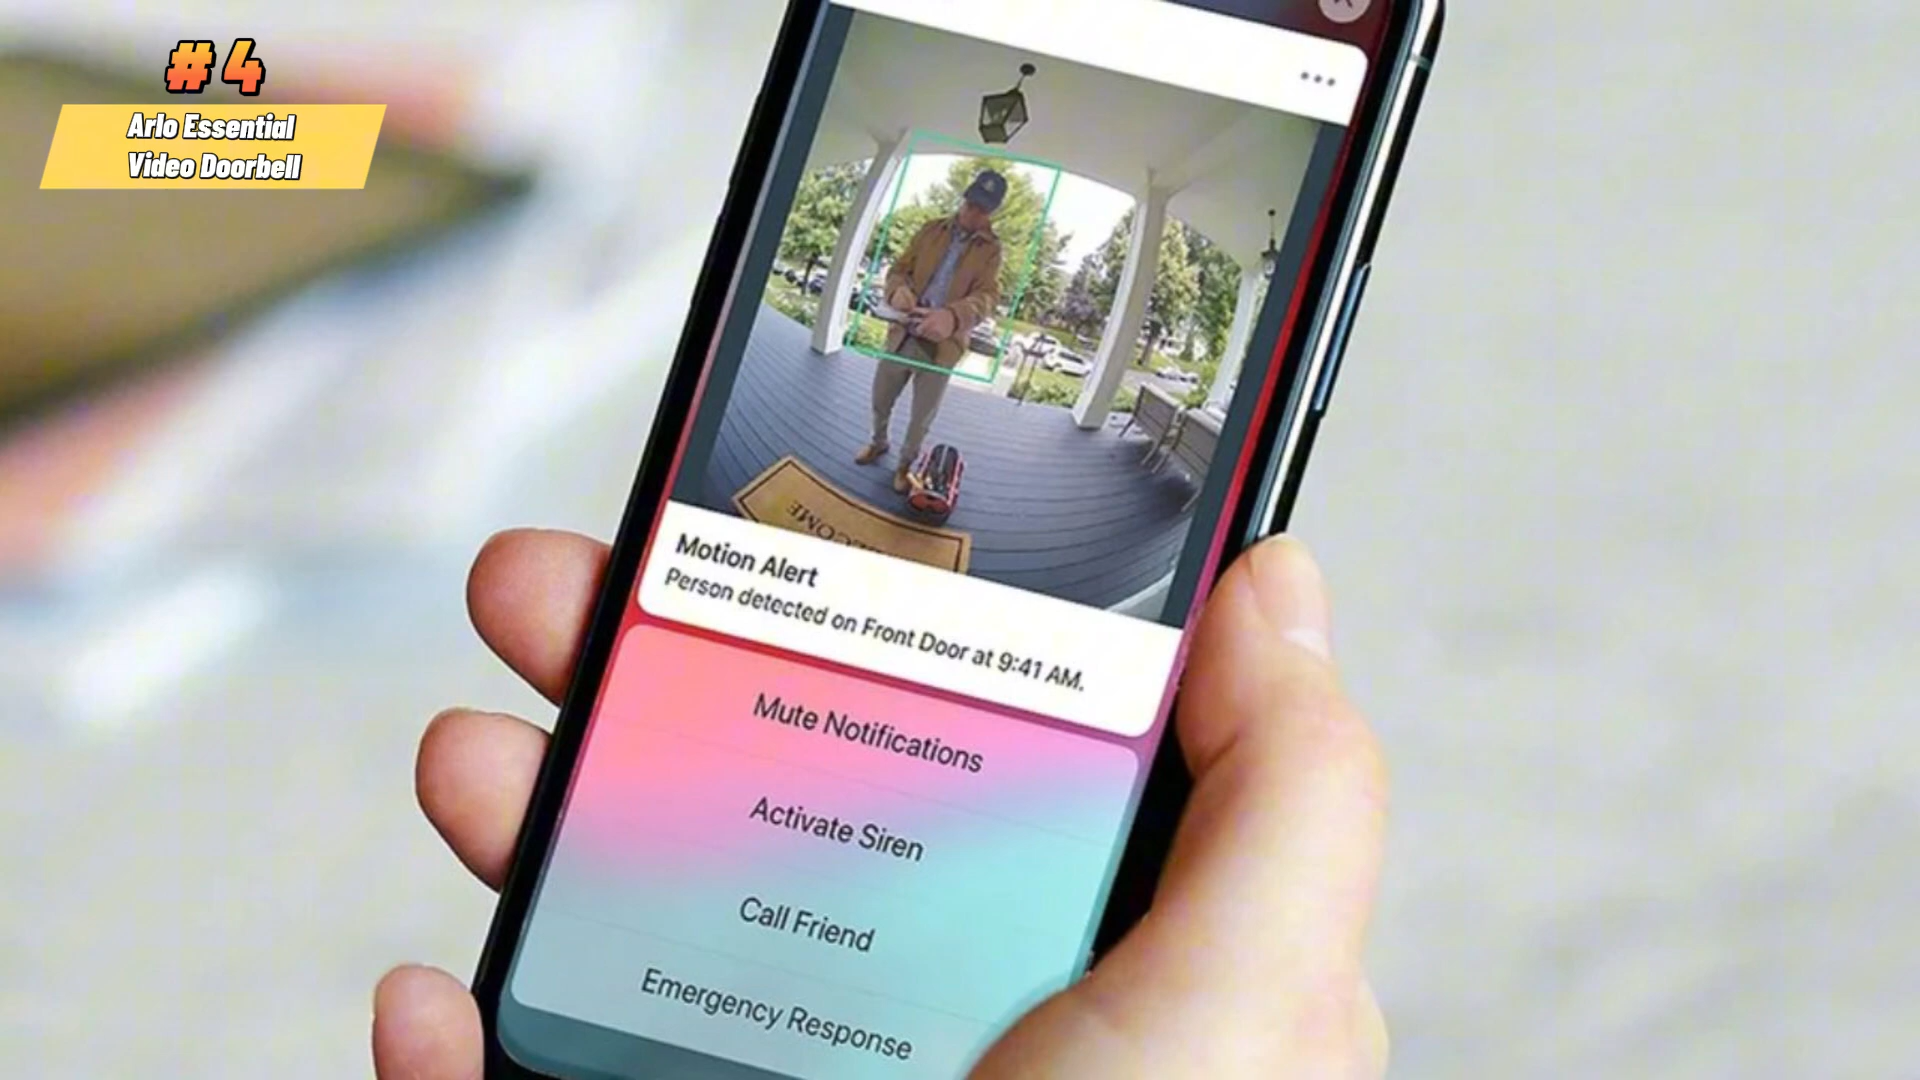 #4
Arlo Essential
Video Doorbell
WELCOME
Motion Alert
Person detected on Front Door at 9:41 AM.
Mute Notifications
Activate Siren
Call Friend
Emergency Response